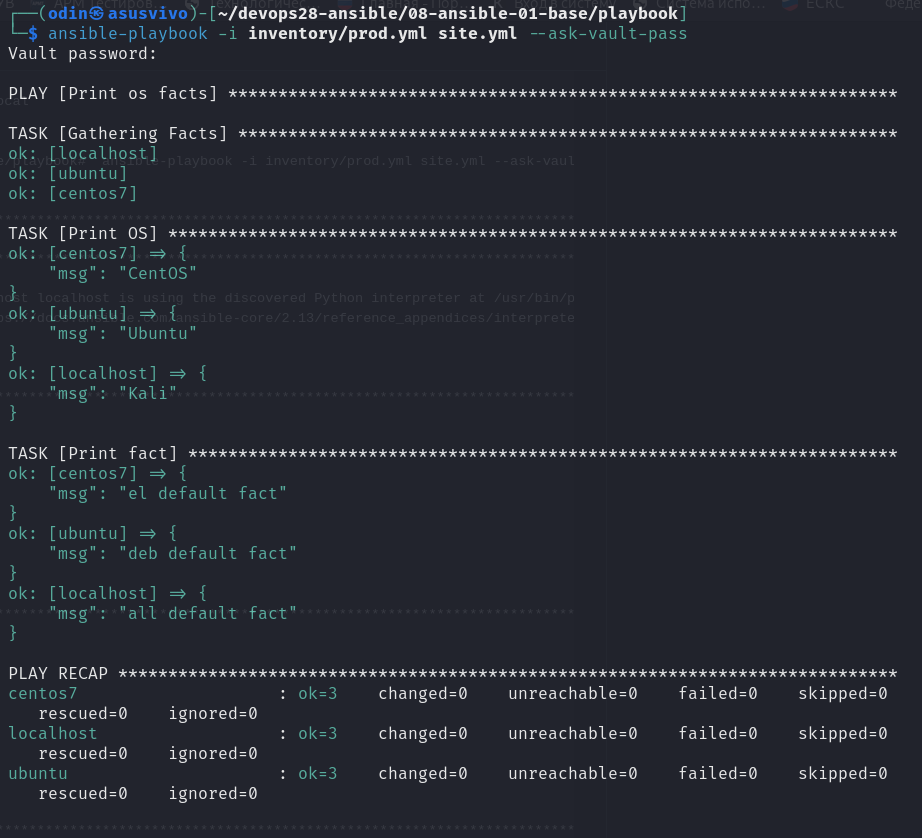 ┌──(odin㉿asusvivo)-[~/devops28-ansible/08-ansible-01-base/playbook]
└─$ ansible-playbook -i inventory/prod.yml site.yml --ask-vault-pass
Vault password:
PLAY [Print os facts] *******************************************************************
TASK [Gathering Facts] ******************************************************************
ok: [localhost]
ok: [ubuntu]
ok: [centos7]
TASK [Print OS] *************************************************************************
ok: [centos7] => {
    "msg": "CentOS"
}
ok: [ubuntu] => {
    "msg": "Ubuntu"
}
ok: [localhost] => {
    "msg": "Kali"
}
TASK [Print fact] ***********************************************************************
ok: [centos7] => {
    "msg": "el default fact"
}
ok: [ubuntu] => {
    "msg": "deb default fact"
}
ok: [localhost] => {
    "msg": "all default fact"
}
PLAY RECAP ******************************************************************************
centos7                    : ok=3    changed=0    unreachable=0    failed=0    skipped=0
   rescued=0    ignored=0
localhost                  : ok=3    changed=0    unreachable=0    failed=0    skipped=0
   rescued=0    ignored=0
ubuntu                     : ok=3    changed=0    unreachable=0    failed=0    skipped=0
   rescued=0    ignored=0